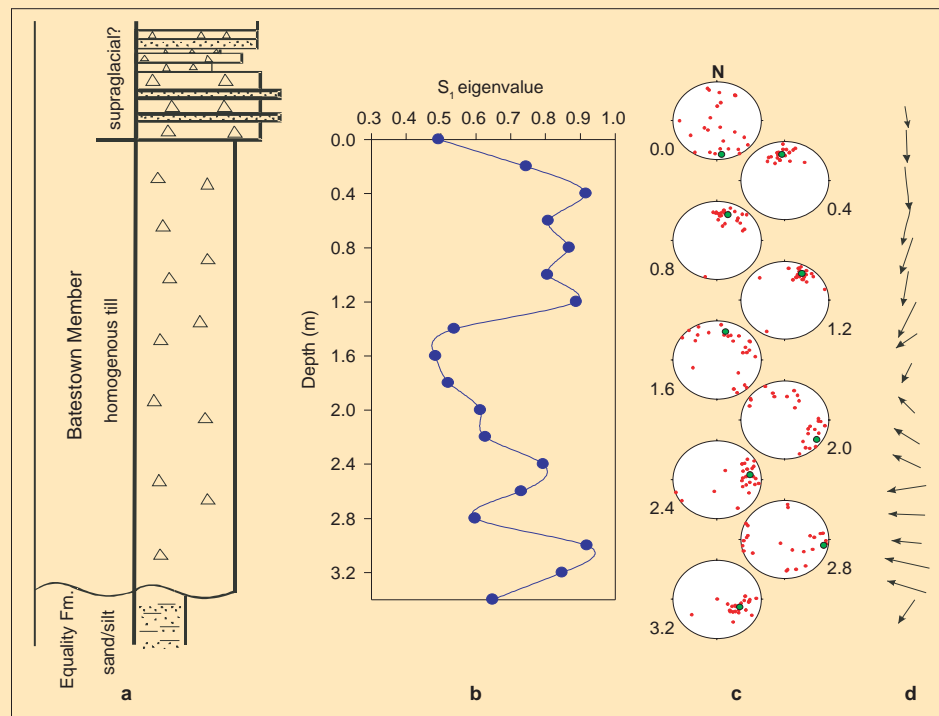 supraglacial?
Batestown Member
homogenous till
Equality Fm.
sand/silt
a
S1 eigenvalue
0.3 0.4 0.5 0.6 0.7 0.8 0.9 1.0
Depth (m)
0.0
0.4
0.8
1.2
1.6
2.0
2.4
2.8
3.2
b
N
0.0
0.4
0.8
1.2
1.6
2.0
2.4
2.8
3.2
c
d